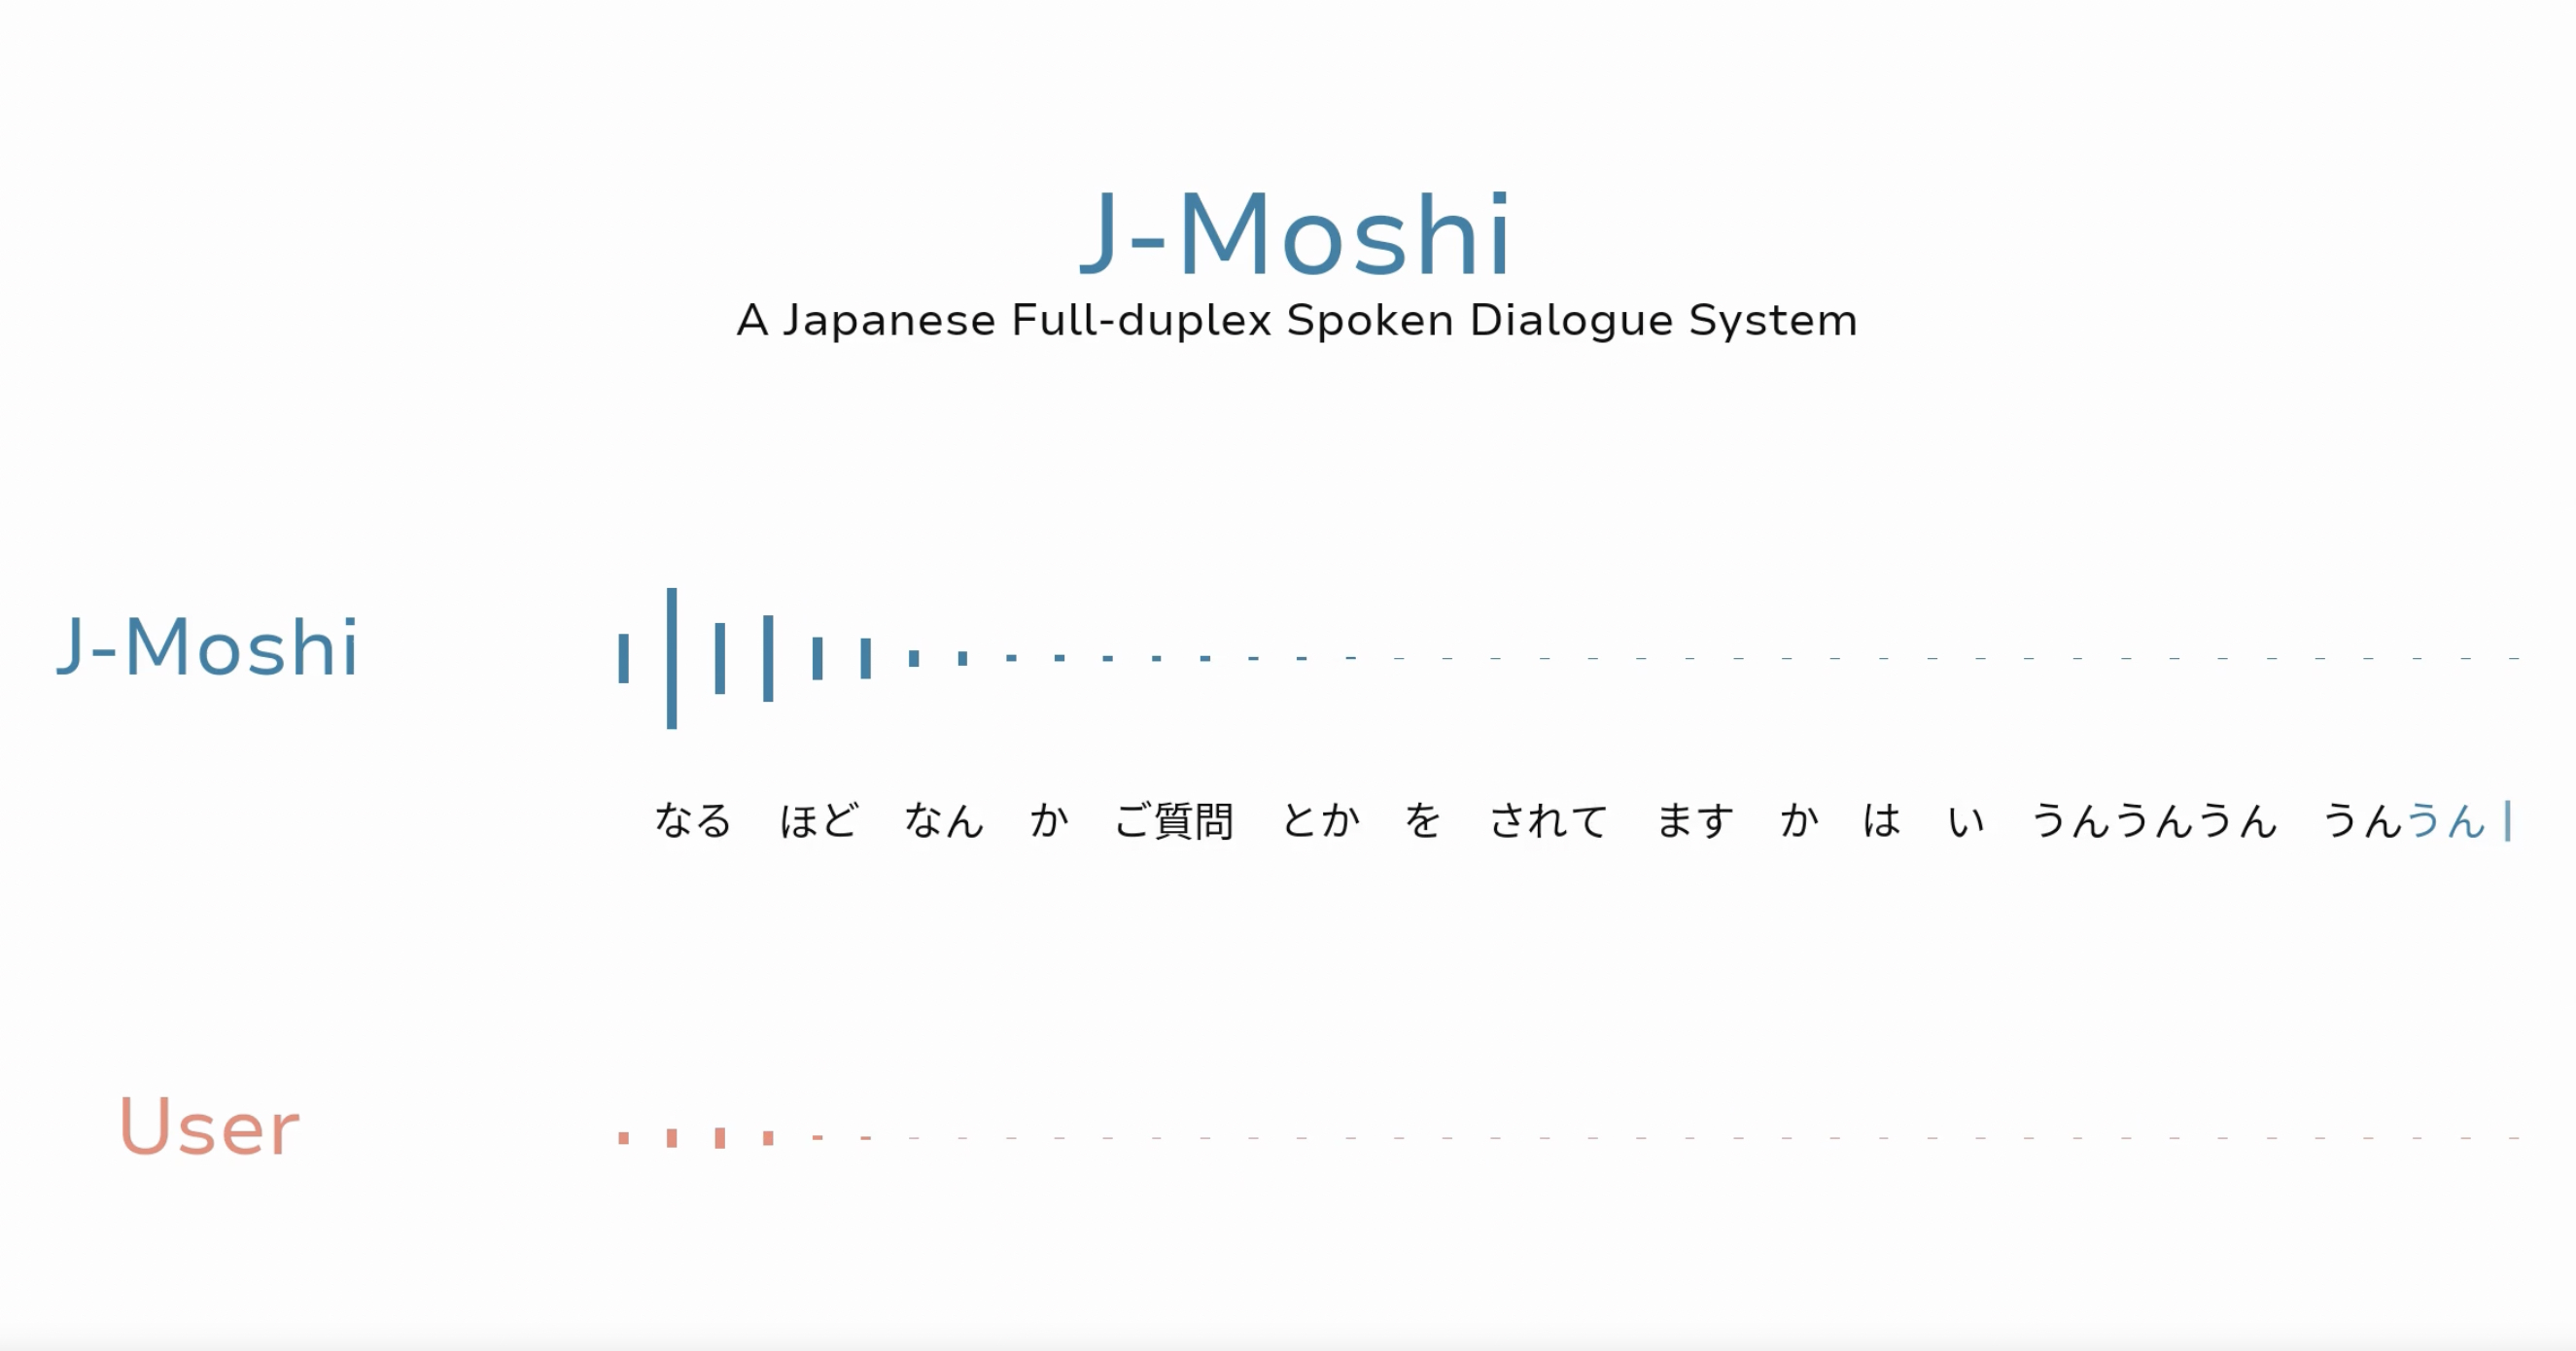 J-Moshi
A Japanese Full-duplex Spoken Dialogue System
J-Moshi
なる ほど なん か ご質問 とか を されて ます か は い うんうんうん うんうん
User